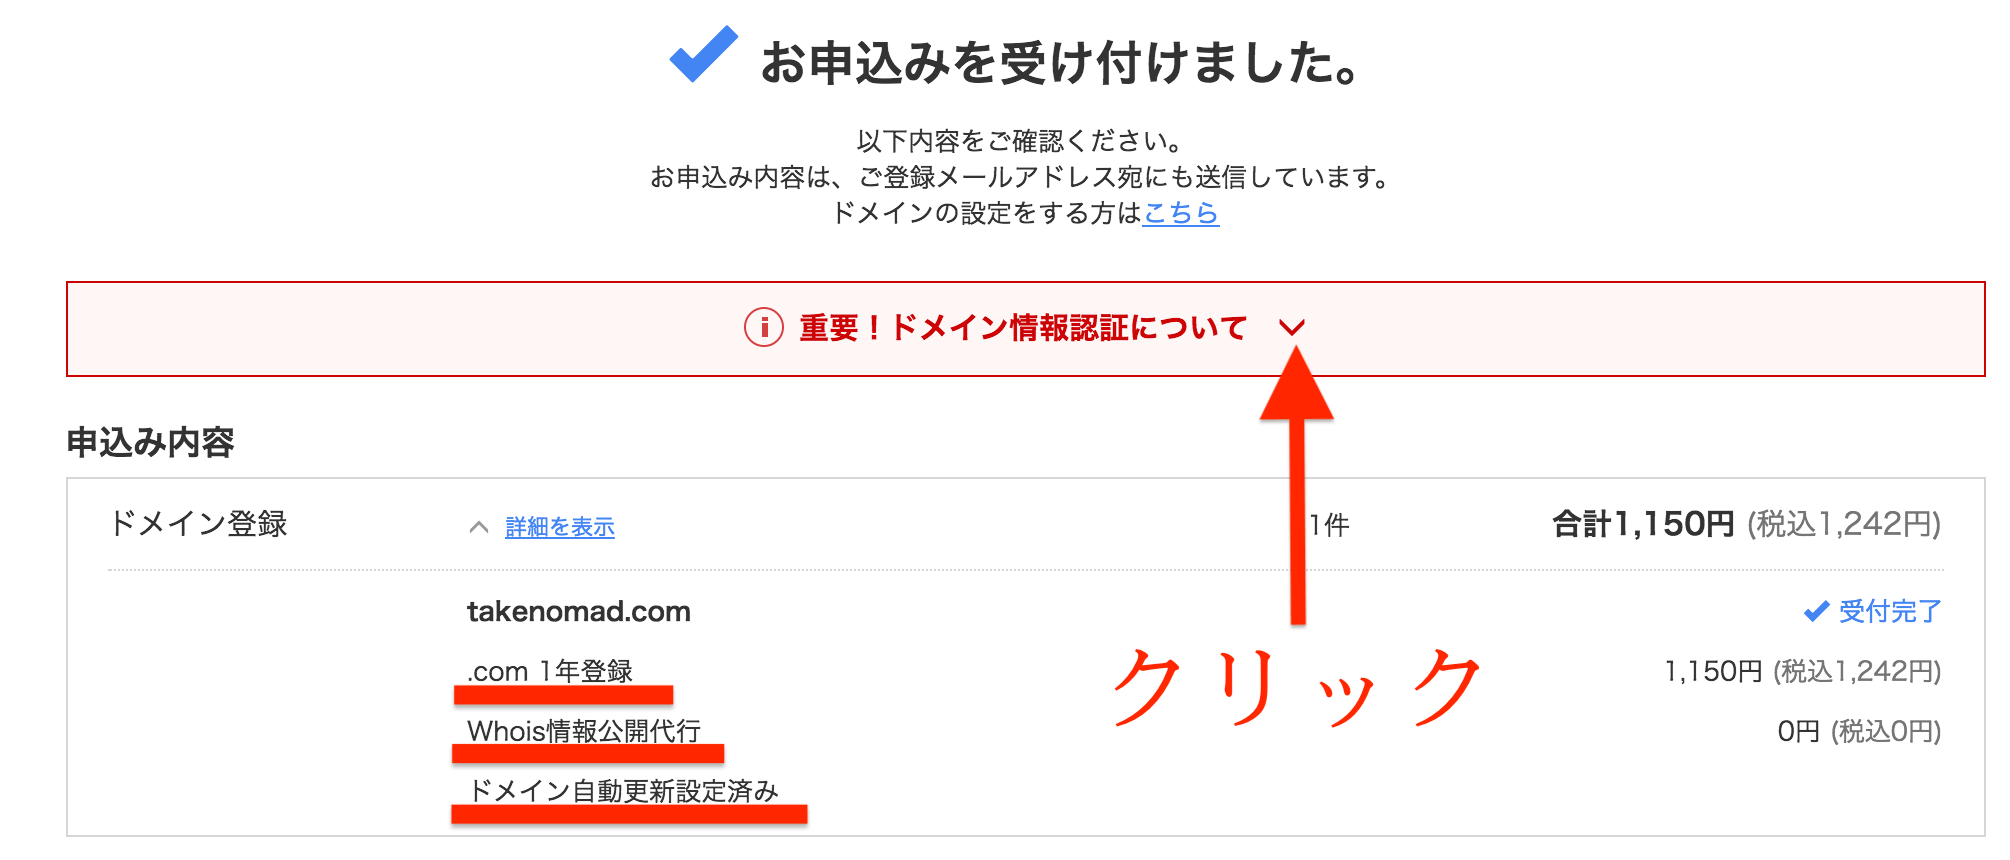 お申込みを受け付けました。
以下内容をご確認ください。
お申込み内容は、ご登録メールアドレス宛にも送信しています。
ドメインの設定をする方はこちら
重要！ドメイン情報認証について
申込み内容
ドメイン登録 詳細を表示 1件 合計1,150円 (税込1,242円)
takenomad.com 受付完了
.com 1年登録 1,150円 (税込1,242円)
Whois情報公開代行 0円 (税込0円)
ドメイン自動更新設定済み
クリック